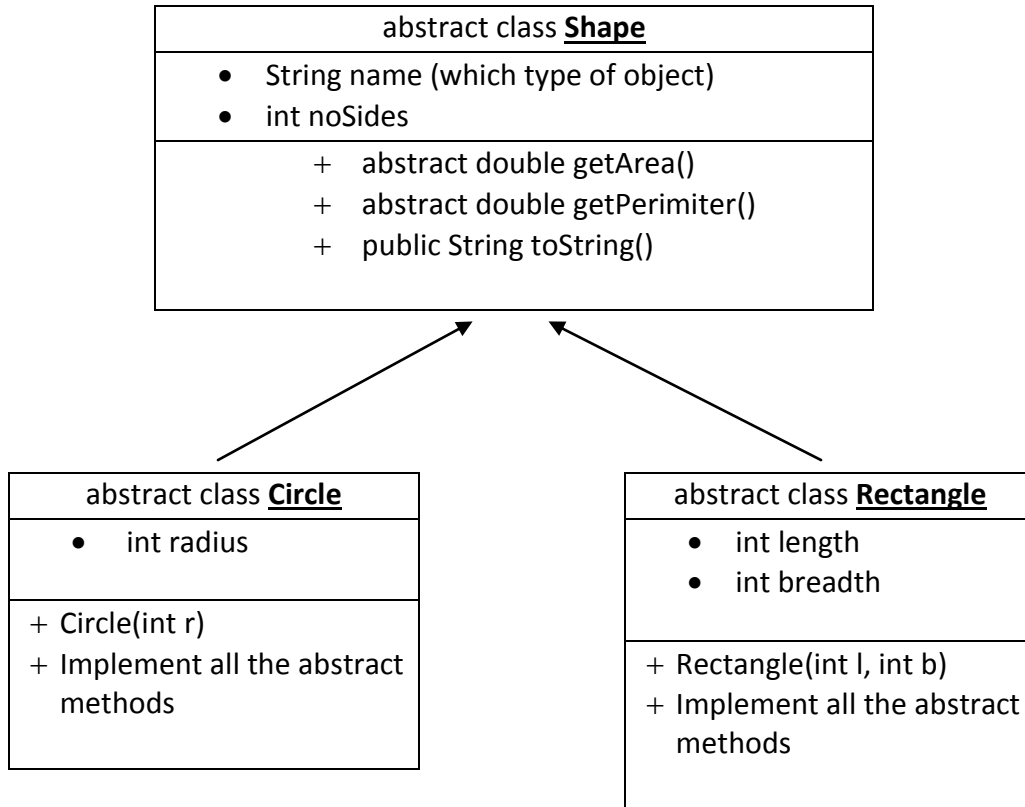 abstract class Shape
• String name (which type of object)
• int noSides
+ abstract double getArea()
+ abstract double getPerimiter()
+ public String toString()
abstract class Circle
• int radius
+ Circle(int r)
+ Implement all the abstract
methods
abstract class Rectangle
• int length
• int breadth
+ Rectangle(int l, int b)
+ Implement all the abstract
methods